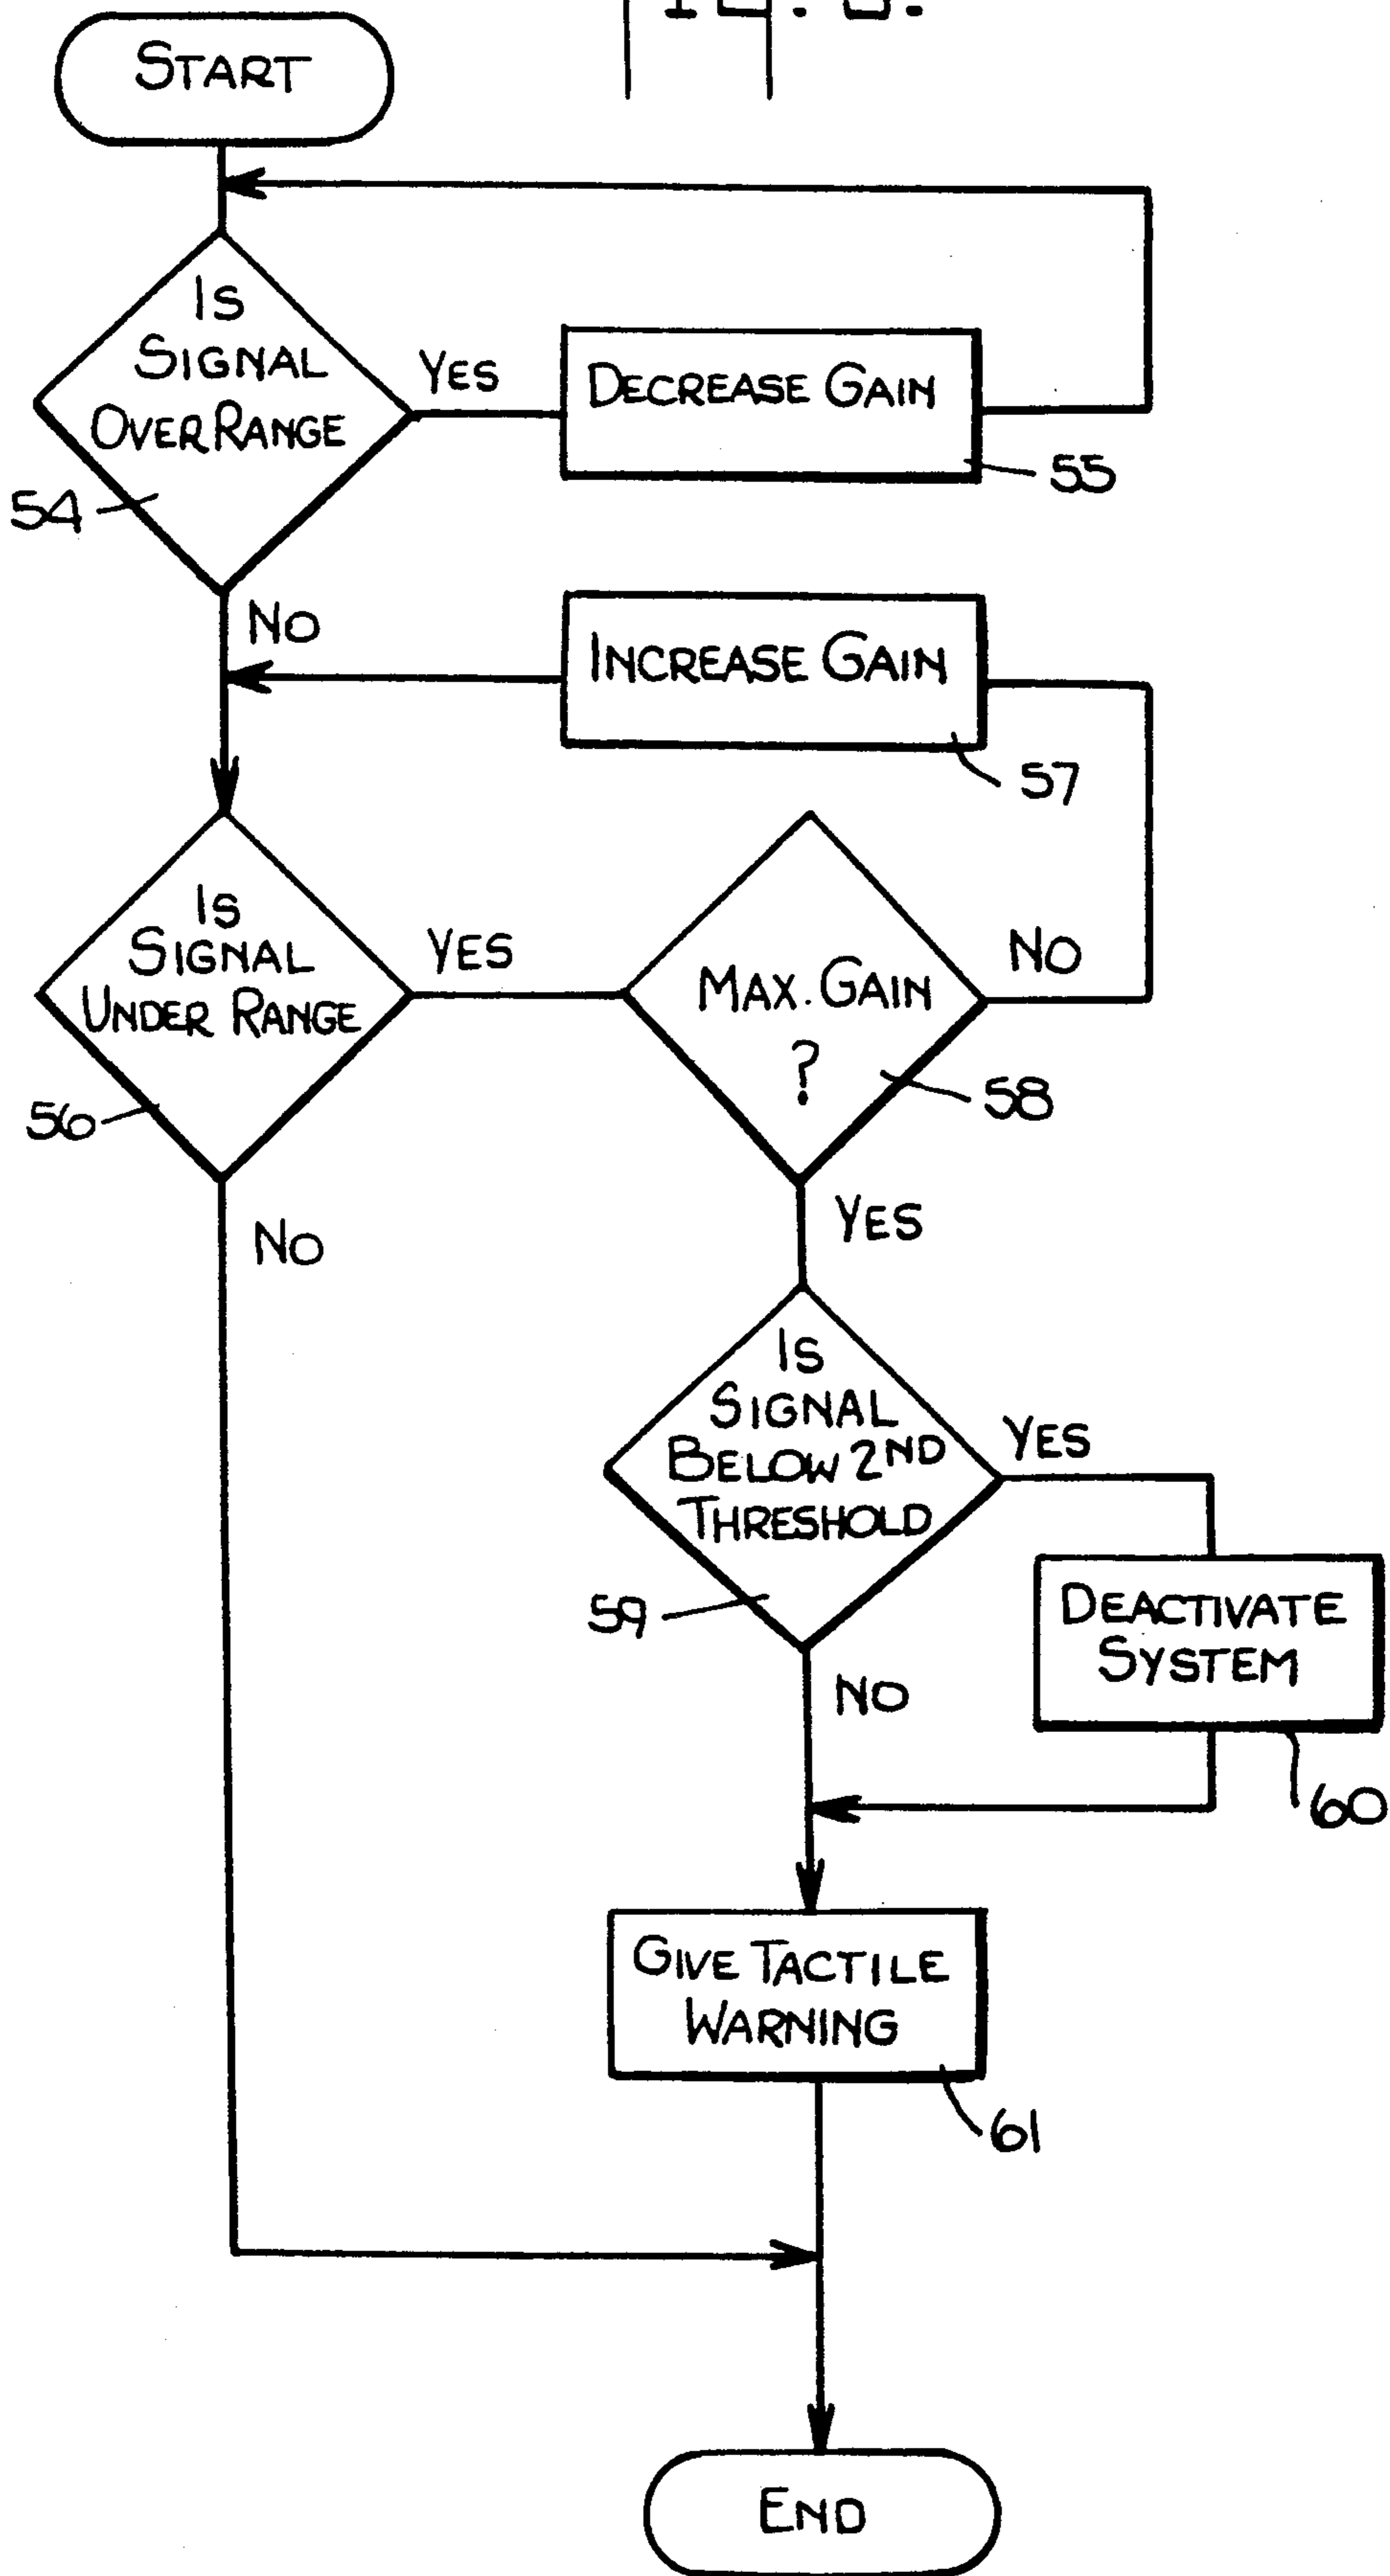 START
IS
SIGNAL
OVER RANGE
YES
DECREASE GAIN
54
55
NO
INCREASE GAIN
57
IS
SIGNAL
UNDER RANGE
YES
MAX. GAIN
?
NO
56
58
NO
YES
IS
SIGNAL
BELOW 2ND
THRESHOLD
YES
59
DEACTIVATE
SYSTEM
NO
60
GIVE TACTILE
WARNING
61
END